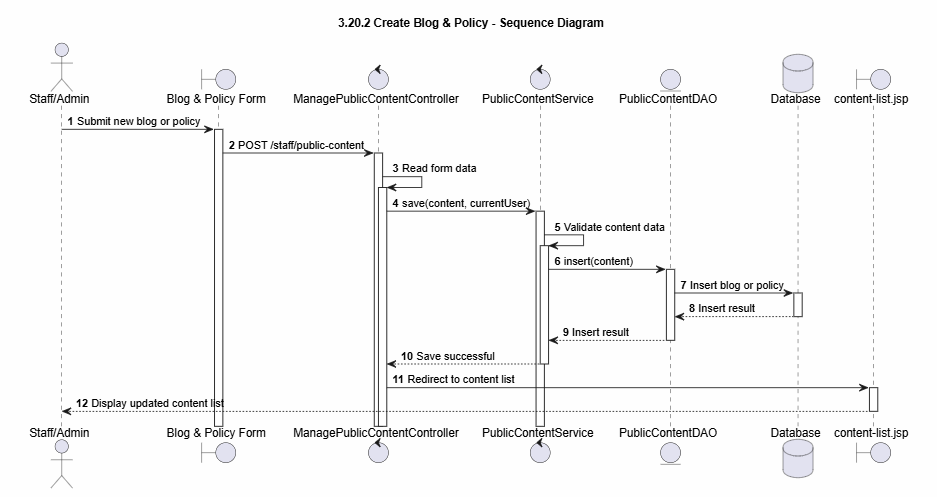 3.20.2 Create Blog & Policy - Sequence Diagram
Staff/Admin Blog & Policy Form ManagePublicContentController PublicContentService PublicContentDAO Database content-list.jsp
1 Submit new blog or policy
2 POST /staff/public-content
3 Read form data
4 save(content, currentUser)
5 Validate content data
6 insert(content)
7 Insert blog or policy
8 Insert result
9 Insert result
10 Save successful
11 Redirect to content list
12 Display updated content list
Staff/Admin Blog & Policy Form ManagePublicContentController PublicContentService PublicContentDAO Database content-list.jsp